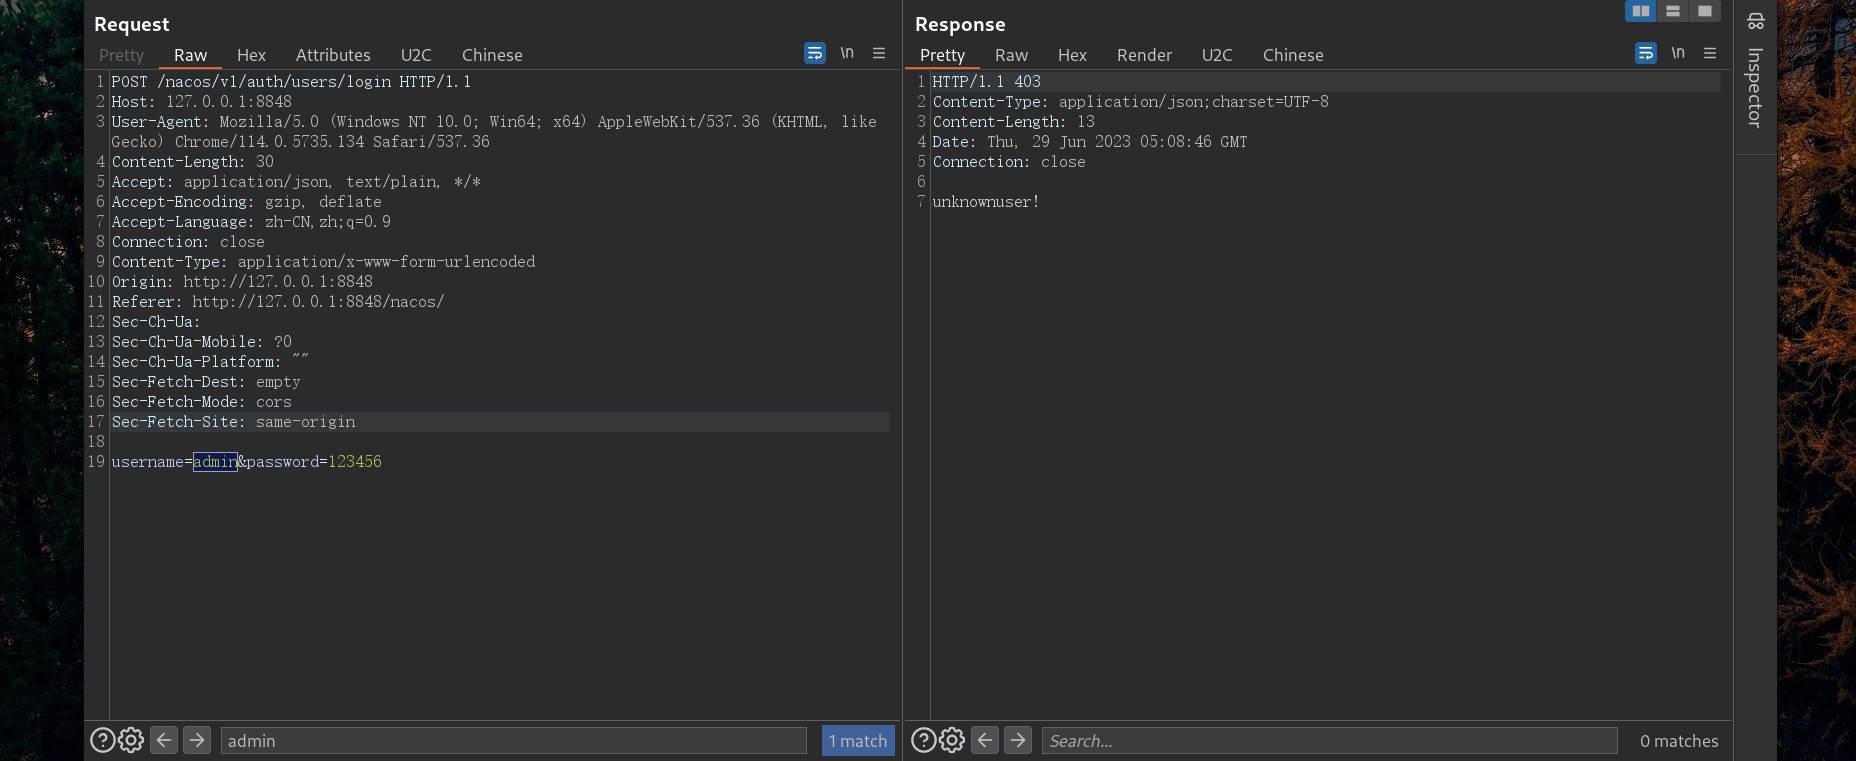 Request
Pretty Raw Hex Attributes U2C Chinese \n
1 POST /nacos/v1/auth/users/login HTTP/1.1
2 Host: 127.0.0.1:8848
3 User-Agent: Mozilla/5.0 (Windows NT 10.0; Win64; x64) AppleWebKit/537.36 (KHTML, like
Gecko) Chrome/114.0.5735.134 Safari/537.36
4 Content-Length: 30
5 Accept: application/json, text/plain, */*
6 Accept-Encoding: gzip, deflate
7 Accept-Language: zh-CN,zh;q=0.9
8 Connection: close
9 Content-Type: application/x-www-form-urlencoded
10 Origin: http://127.0.0.1:8848
11 Referer: http://127.0.0.1:8848/nacos/
12 Sec-Ch-Ua:
13 Sec-Ch-Ua-Mobile: ?0
14 Sec-Ch-Ua-Platform: ""
15 Sec-Fetch-Dest: empty
16 Sec-Fetch-Mode: cors
17 Sec-Fetch-Site: same-origin
18
19 username=admin&password=123456
admin 1 match
Response
Pretty Raw Hex Render U2C Chinese \n
1 HTTP/1.1 403
2 Content-Type: application/json;charset=UTF-8
3 Content-Length: 13
4 Date: Thu, 29 Jun 2023 05:08:46 GMT
5 Connection: close
6
7 unknownuser!
Search... 0 matches
Inspector